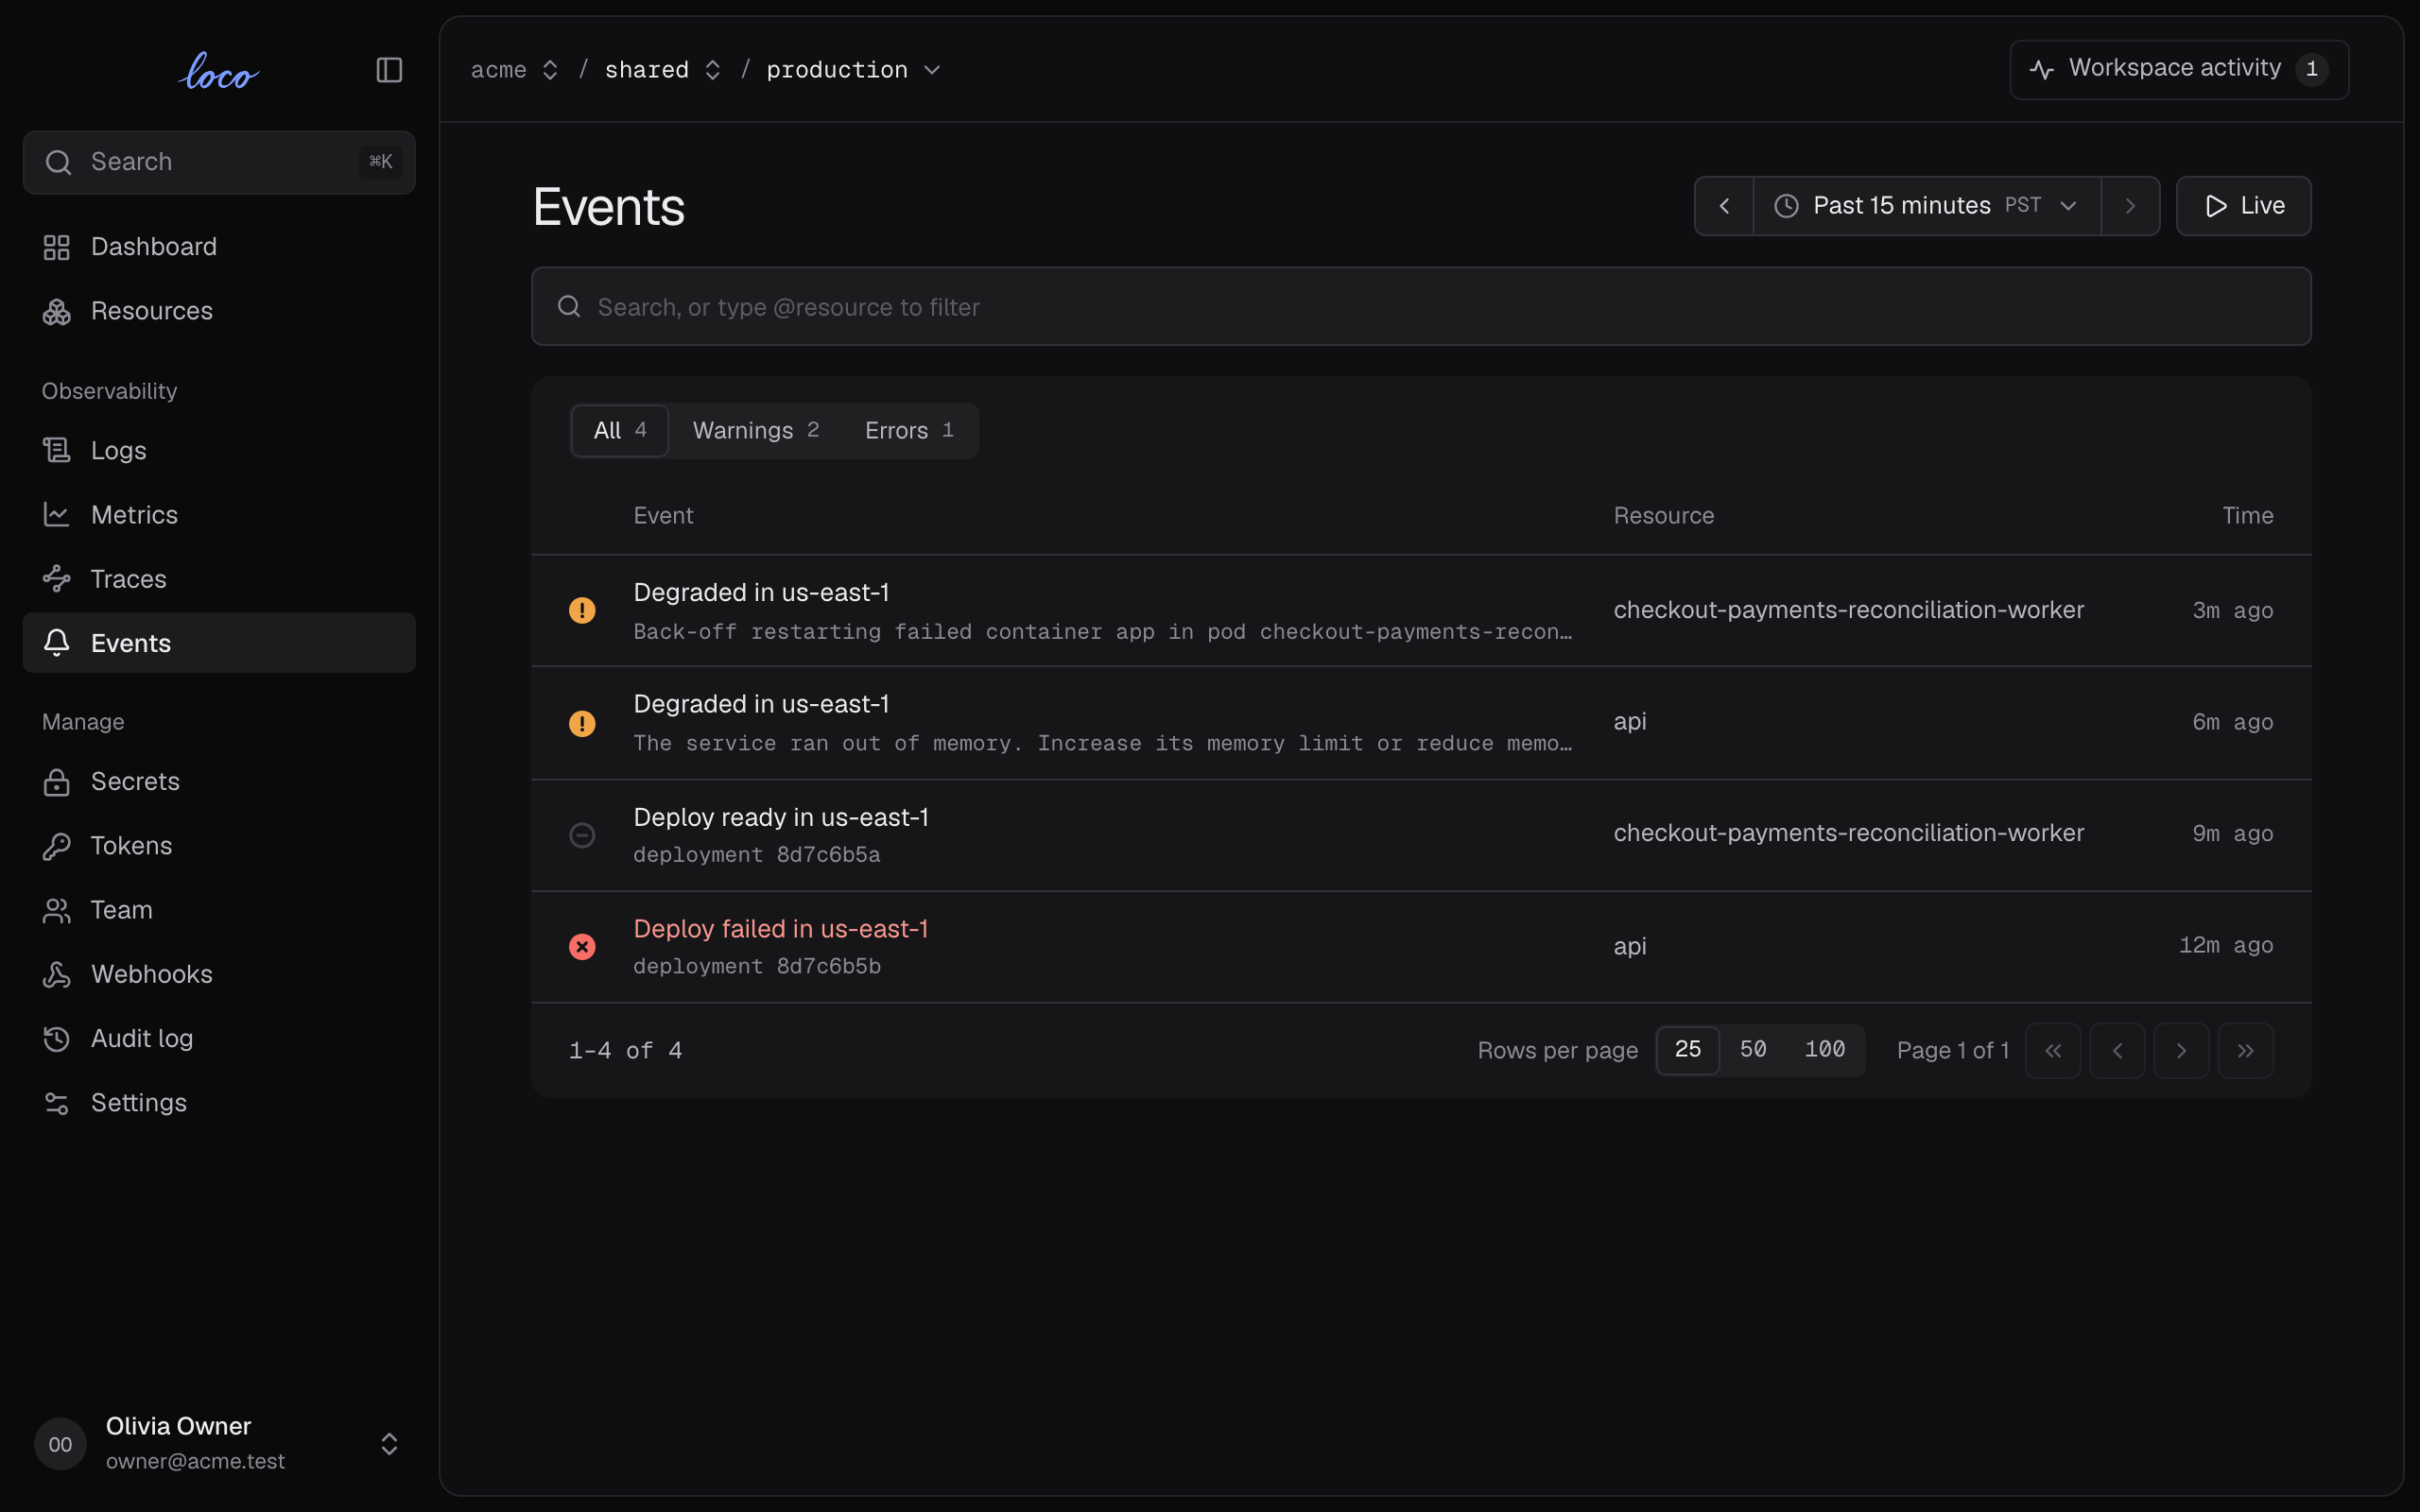 loco
Search ⌘K
Dashboard
Resources
Observability
Logs
Metrics
Traces
Events
Manage
Secrets
Tokens
Team
Webhooks
Audit log
Settings
OO Olivia Owner
owner@acme.test
acme / shared / production
Workspace activity 1
Events
Past 15 minutes PST
Live
Search, or type @resource to filter
All 4 Warnings 2 Errors 1
Event Resource Time
Degraded in us-east-1
Back-off restarting failed container app in pod checkout-payments-recon…
checkout-payments-reconciliation-worker 3m ago
Degraded in us-east-1
The service ran out of memory. Increase its memory limit or reduce memo…
api 6m ago
Deploy ready in us-east-1
deployment 8d7c6b5a
checkout-payments-reconciliation-worker 9m ago
Deploy failed in us-east-1
deployment 8d7c6b5b
api 12m ago
1–4 of 4
Rows per page 25 50 100 Page 1 of 1